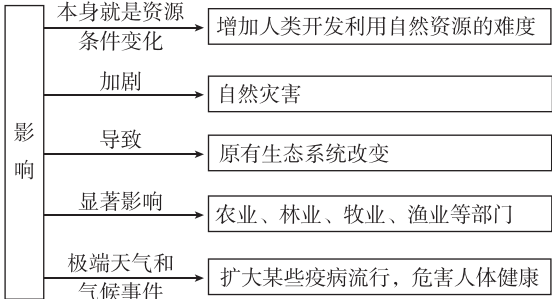 影响
本身就是资源
条件变化
增加人类开发利用自然资源的难度
加剧
自然灾害
导致
原有生态系统改变
显著影响
农业、林业、牧业、渔业等部门
极端天气和
气候事件
扩大某些疫病流行，危害人体健康